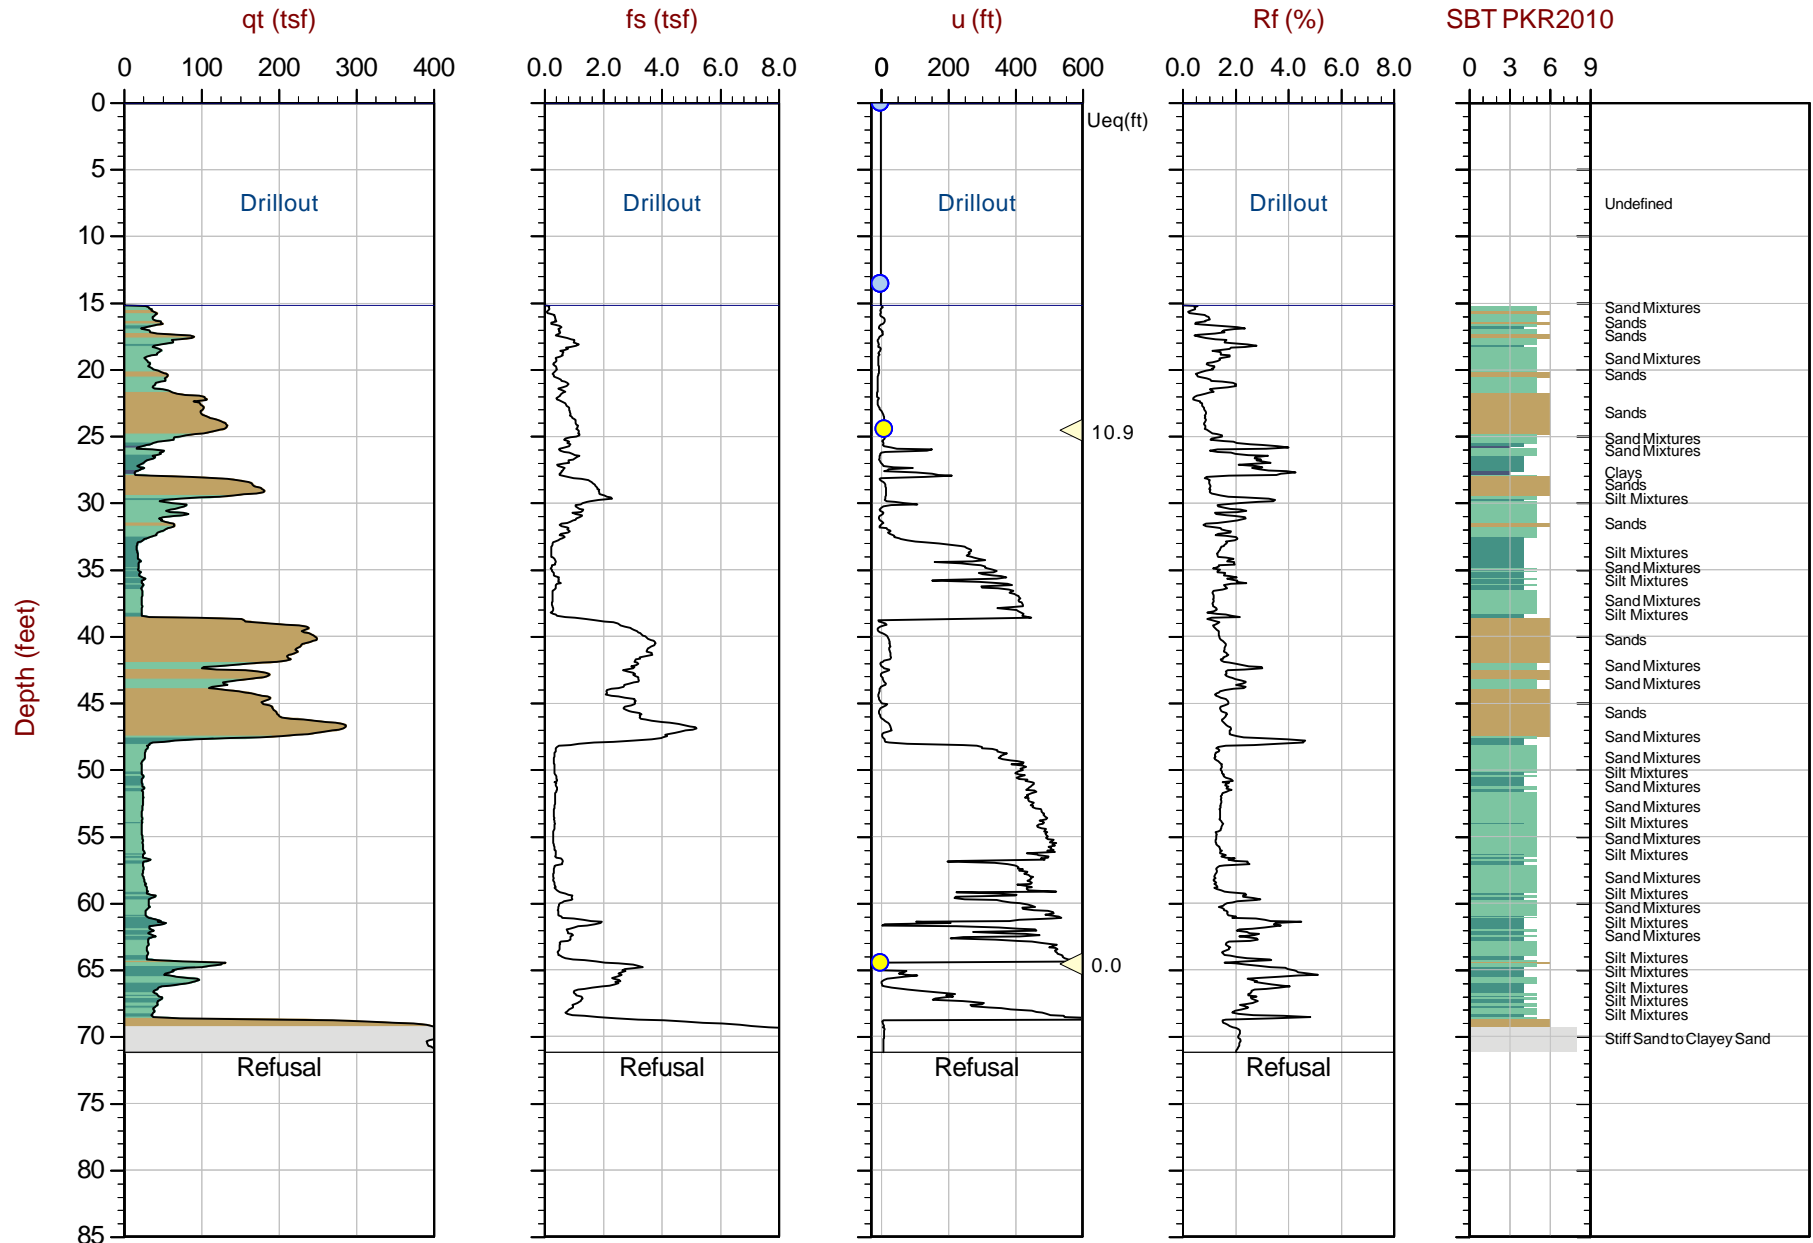 qt (tsf) fs (tsf) u (ft) Rf (%) SBT PKR2010
0 100 200 300 400 0.0 2.0 4.0 6.0 8.0 0 200 400 600 0.0 2.0 4.0 6.0 8.0 0 3 6 9
0
Ueq(ft)
5
Drillout Drillout Drillout Drillout Undefined
10
15
Sand Mixtures
Sands
Sands
Sand Mixtures
20
Sands
Sands
10.9
25
Sand Mixtures
Sand Mixtures
Clays
Sands
Silt Mixtures
30
Sands
Silt Mixtures
Sand Mixtures
35
Silt Mixtures
Sand Mixtures
Silt Mixtures
40
Sands
Sand Mixtures
Sand Mixtures
45
Sands
Sand Mixtures
Sand Mixtures
50
Silt Mixtures
Sand Mixtures
Sand Mixtures
Silt Mixtures
55
Sand Mixtures
Silt Mixtures
Sand Mixtures
Silt Mixtures
60
Sand Mixtures
Silt Mixtures
Sand Mixtures
Silt Mixtures
0.0
65
Silt Mixtures
Silt Mixtures
Silt Mixtures
Silt Mixtures
70
Stiff Sand to Clayey Sand
Refusal Refusal Refusal Refusal
75
80
85
Depth (feet)